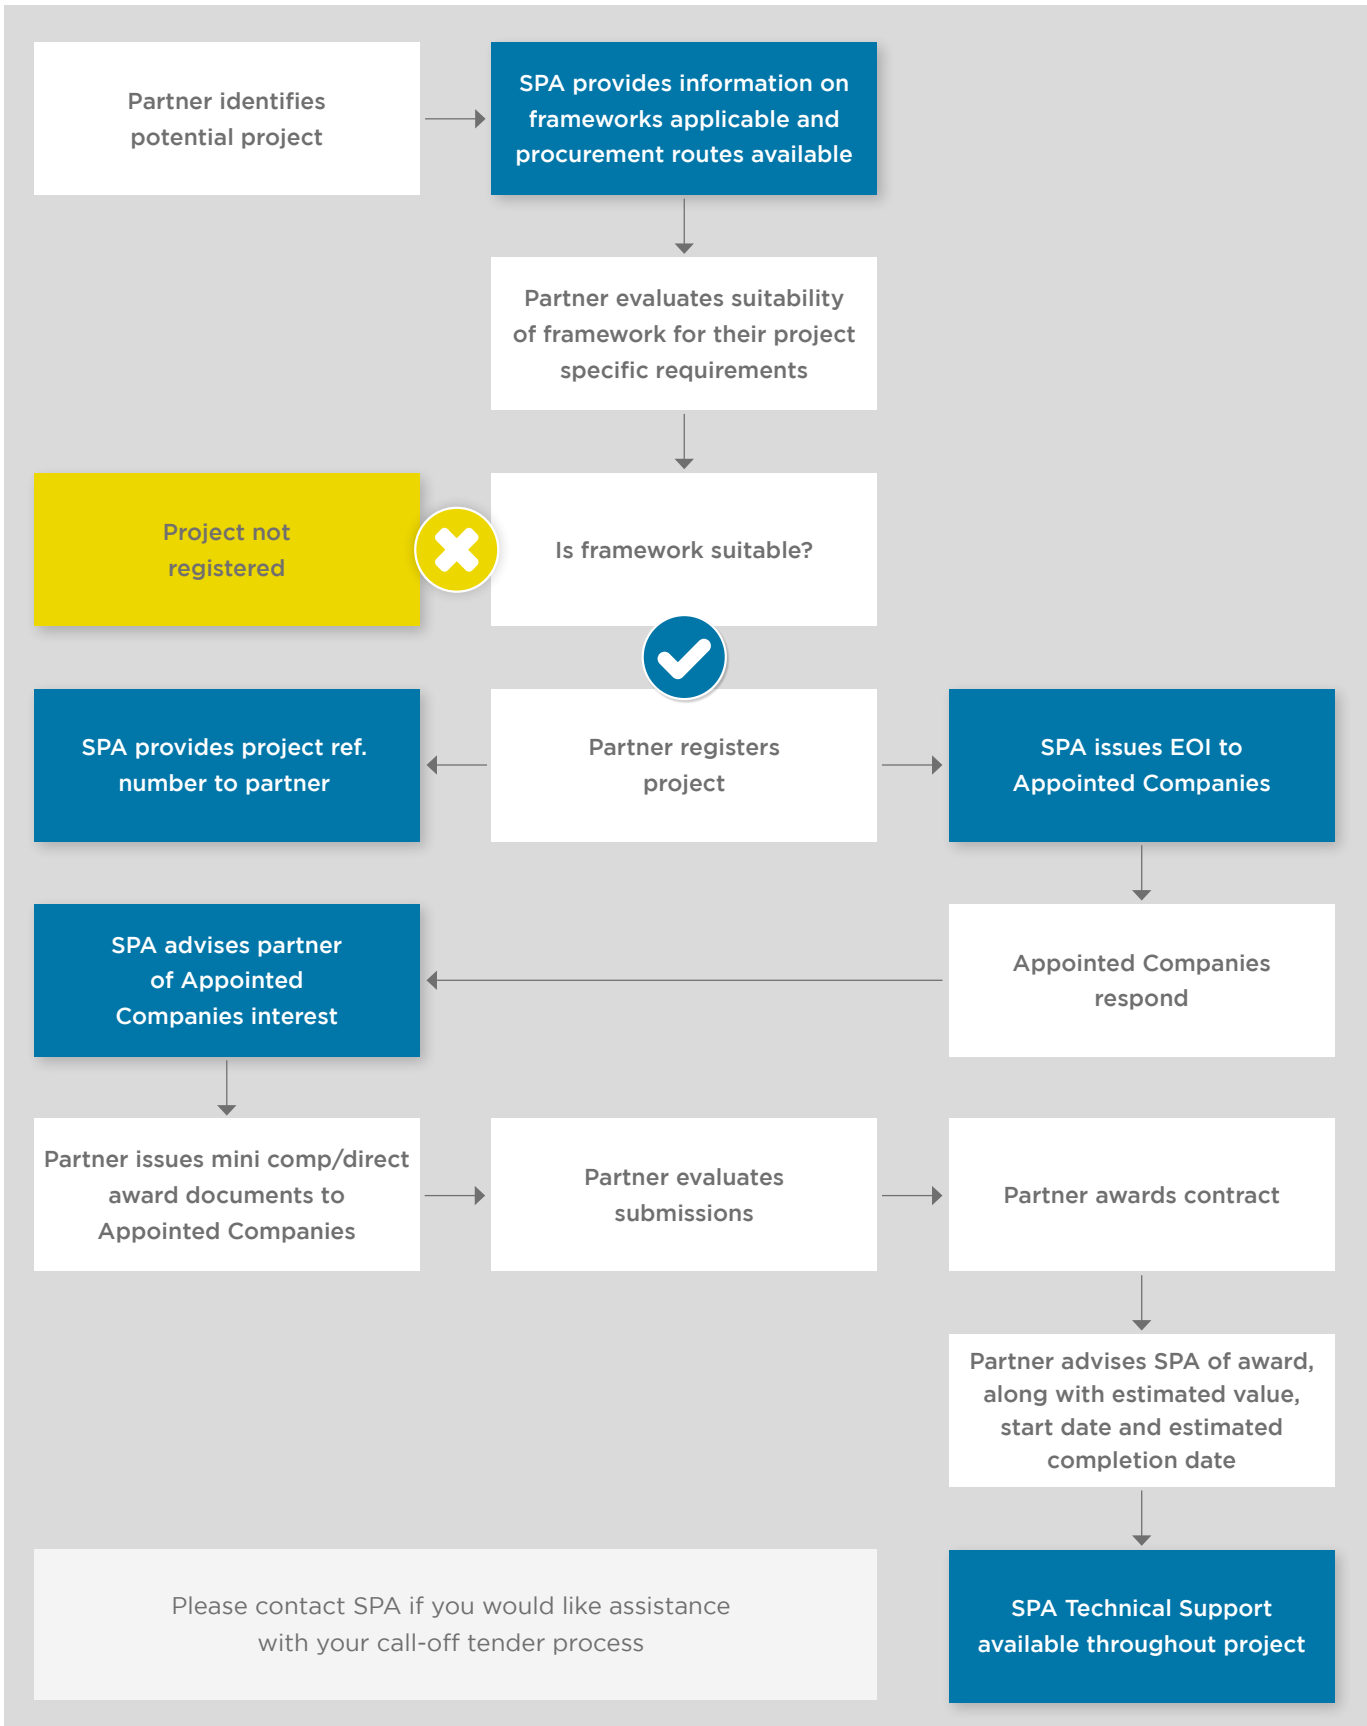 Partner identifies
potential project
SPA provides information on
frameworks applicable and
procurement routes available
Partner evaluates suitability
of framework for their project
specific requirements
Project not
registered
Is framework suitable?
SPA provides project ref.
number to partner
Partner registers
project
SPA issues EOI to
Appointed Companies
SPA advises partner
of Appointed
Companies interest
Appointed Companies
respond
Partner issues mini comp/direct
award documents to
Appointed Companies
Partner evaluates
submissions
Partner awards contract
Partner advises SPA of award,
along with estimated value,
start date and estimated
completion date
Please contact SPA if you would like assistance
with your call-off tender process
SPA Technical Support
available throughout project